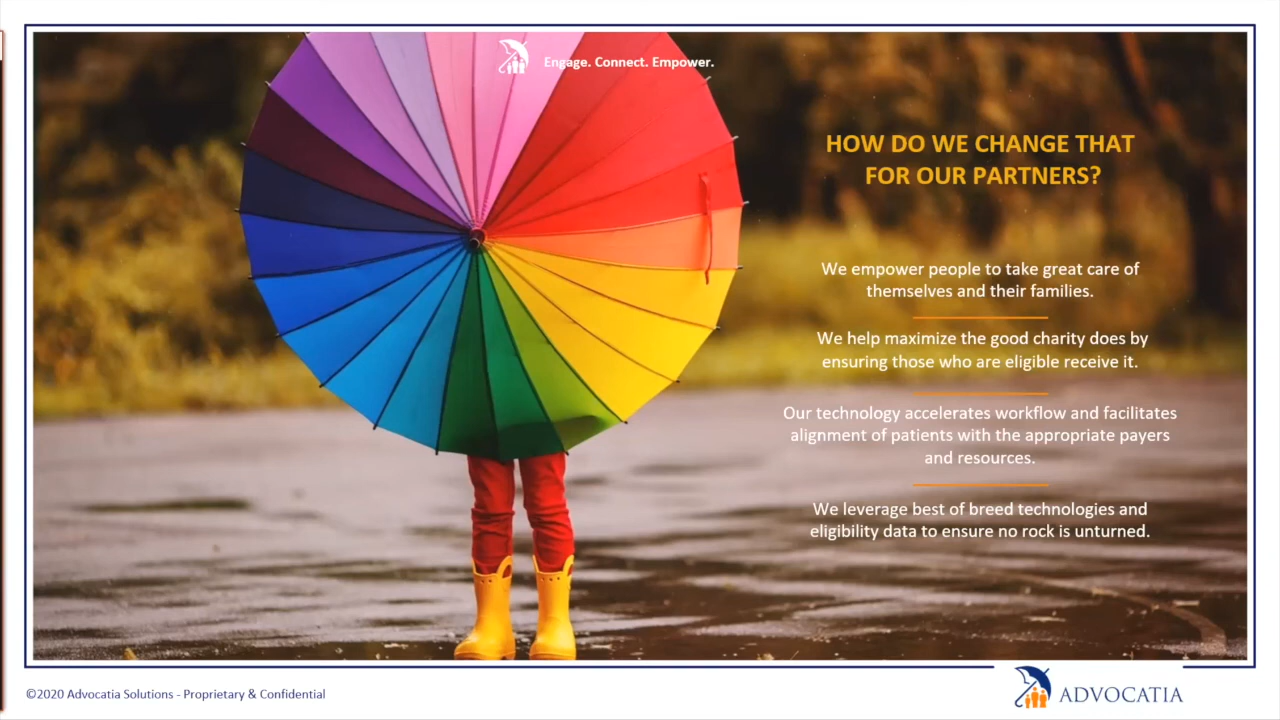 Engage. Connect. Empower.
HOW DO WE CHANGE THAT
FOR OUR PARTNERS?
We empower people to take great care of
themselves and their families.
We help maximize the good charity does by
ensuring those who are eligible receive it.
Our technology accelerates workflow and facilitates
alignment of patients with the appropriate payers
and resources.
We leverage best of breed technologies and
eligibility data to ensure no rock is unturned.
©2020 Advocatia Solutions - Proprietary & Confidential
ADVOCATIA